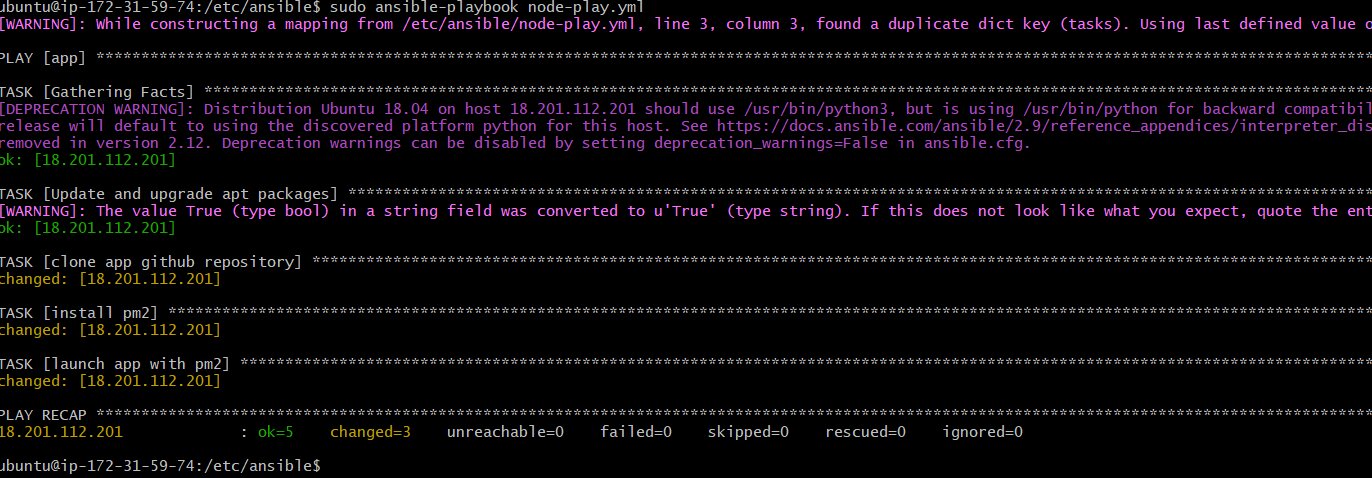 ubuntu@ip-172-31-59-74:/etc/ansible$ sudo ansible-playbook node-play.yml
[WARNING]: While constructing a mapping from /etc/ansible/node-play.yml, line 3, column 3, found a duplicate dict key (tasks). Using last defined value o
PLAY [app] ************************************************************************************************************************************************
TASK [Gathering Facts] ************************************************************************************************************************************
[DEPRECATION WARNING]: Distribution Ubuntu 18.04 on host 18.201.112.201 should use /usr/bin/python3, but is using /usr/bin/python for backward compatibil
release will default to using the discovered platform python for this host. See https://docs.ansible.com/ansible/2.9/reference_appendices/interpreter_dis
removed in version 2.12. Deprecation warnings can be disabled by setting deprecation_warnings=False in ansible.cfg.
ok: [18.201.112.201]
TASK [Update and upgrade apt packages] ********************************************************************************************************************
[WARNING]: The value True (type bool) in a string field was converted to u'True' (type string). If this does not look like what you expect, quote the ent
ok: [18.201.112.201]
TASK [clone app github repository] ************************************************************************************************************************
changed: [18.201.112.201]
TASK [install pm2] ****************************************************************************************************************************************
changed: [18.201.112.201]
TASK [launch app with pm2] ********************************************************************************************************************************
changed: [18.201.112.201]
PLAY RECAP ************************************************************************************************************************************************
18.201.112.201             : ok=5    changed=3    unreachable=0    failed=0    skipped=0    rescued=0    ignored=0
ubuntu@ip-172-31-59-74:/etc/ansible$